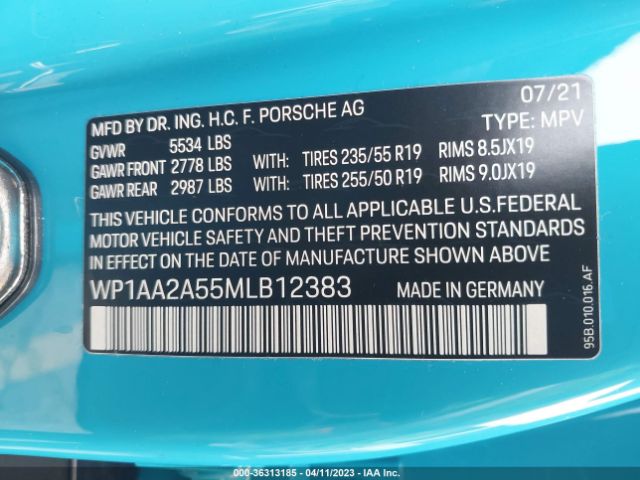 MFD BY DR. ING. H.C. F. PORSCHE AG 07/21
GVWR 5534 LBS TYPE: MPV
GAWR FRONT 2778 LBS WITH: TIRES 235/55 R19 RIMS 8.5JX19
GAWR REAR 2987 LBS WITH: TIRES 255/50 R19 RIMS 9.0JX19
THIS VEHICLE CONFORMS TO ALL APPLICABLE U.S.FEDERAL
MOTOR VEHICLE SAFETY AND THEFT PREVENTION STANDARDS
IN EFFECT ON THE DATE OF MANUFACTURE SHOWN ABOVE
WP1AA2A55MLB12383 MADE IN GERMANY
95B.010.016.AF
000-36313185 - 04/11/2023 - IAA Inc.